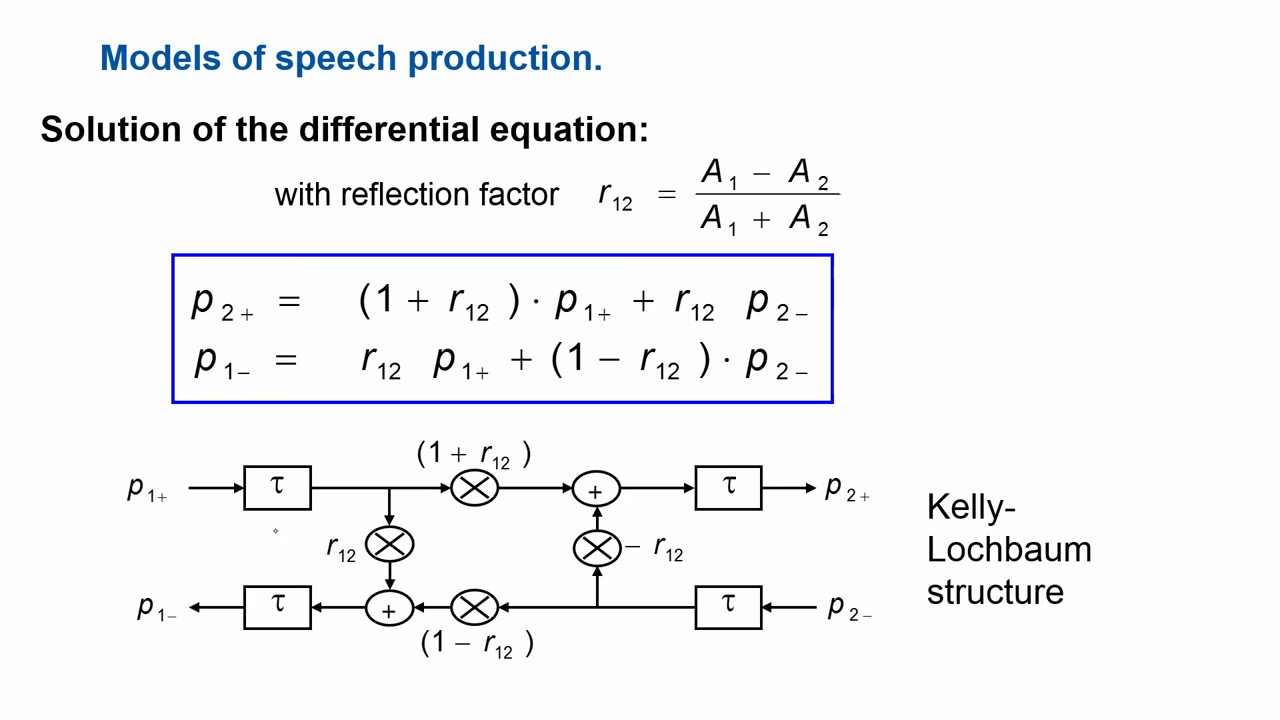 Models of speech production.
Solution of the differential equation:
with reflection factor r₁₂ = (A₁ − A₂) / (A₁ + A₂)
p₂₊ = (1 + r₁₂) · p₁₊ + r₁₂ p₂₋
p₁₋ = r₁₂ p₁₊ + (1 − r₁₂) · p₂₋
(1 + r₁₂)
p₁₊ τ + τ p₂₊
r₁₂ − r₁₂
p₁₋ τ + τ p₂₋
(1 − r₁₂)
Kelly-
Lochbaum
structure